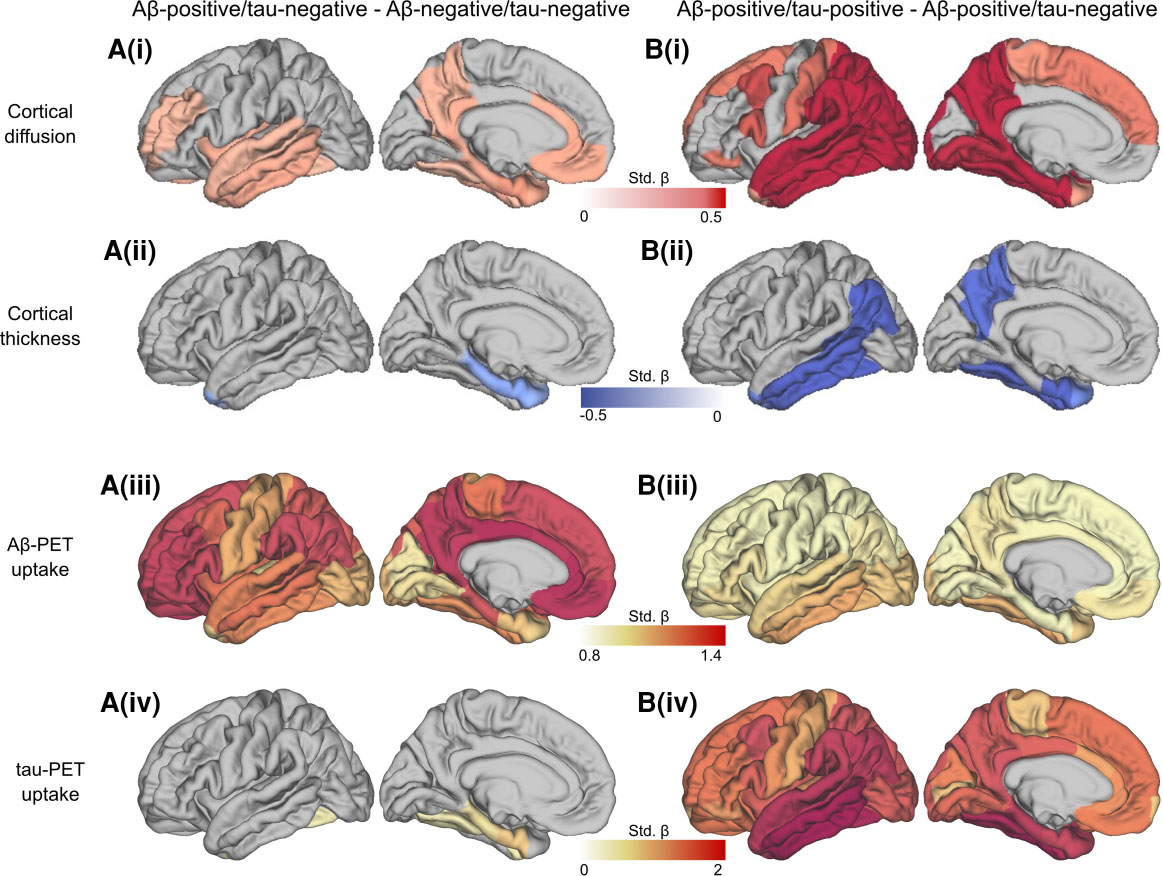 Aβ-positive/tau-negative - Aβ-negative/tau-negative
Aβ-positive/tau-positive - Aβ-positive/tau-negative
A(i)
B(i)
Cortical
diffusion
Std. β
0 0.5
A(ii)
B(ii)
Cortical
thickness
Std. β
-0.5 0
A(iii)
B(iii)
Aβ-PET
uptake
Std. β
0.8 1.4
A(iv)
B(iv)
tau-PET
uptake
Std. β
0 2